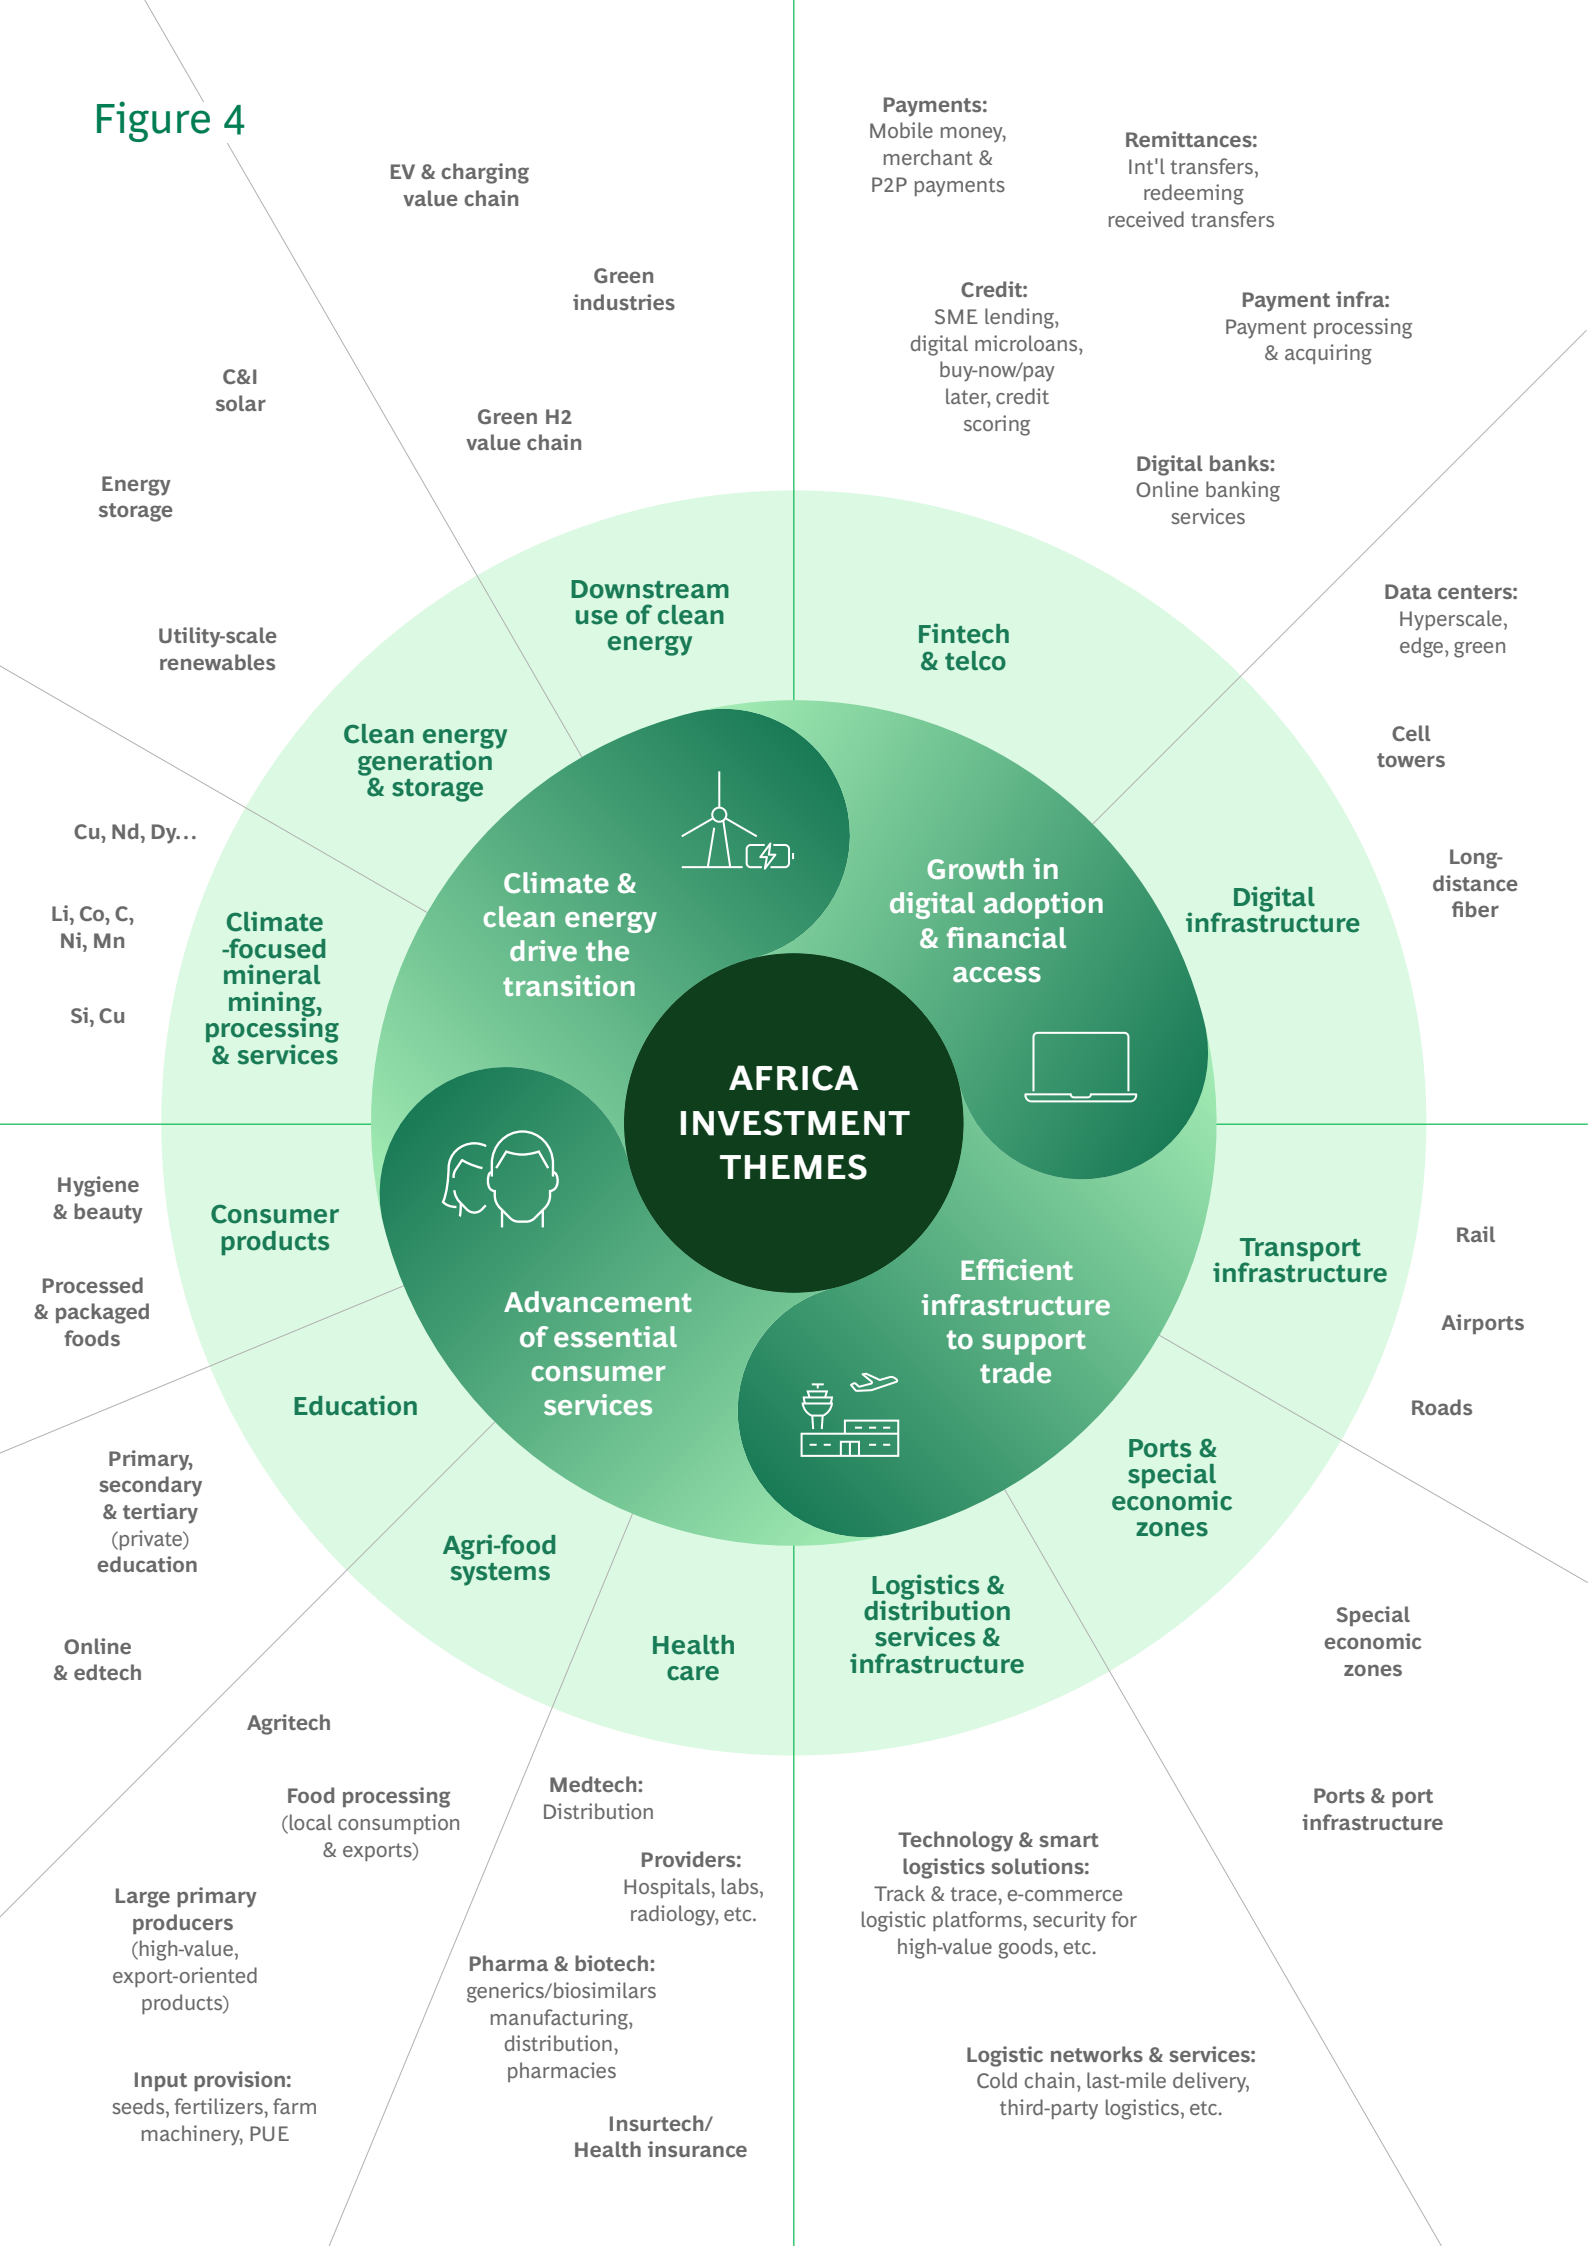 Figure 4
EV & charging
value chain
Green
industries
Green H2
value chain
C&I
solar
Energy
storage
Utility-scale
renewables
Cu, Nd, Dy...
Li, Co, C,
Ni, Mn
Si, Cu
Payments:
Mobile money,
merchant &
P2P payments
Remittances:
Int'l transfers,
redeeming
received transfers
Credit:
SME lending,
digital microloans,
buy-now/pay
later, credit
scoring
Payment infra:
Payment processing
& acquiring
Digital banks:
Online banking
services
Data centers:
Hyperscale,
edge, green
Cell
towers
Long-
distance
fiber
Downstream
use of clean
energy
Clean energy
generation
& storage
Climate
-focused
mineral
mining,
processing
& services
Fintech
& telco
Digital
infrastructure
Climate &
clean energy
drive the
transition
Growth in
digital adoption
& financial
access
AFRICA
INVESTMENT
THEMES
Advancement
of essential
consumer
services
Efficient
infrastructure
to support
trade
Consumer
products
Education
Agri-food
systems
Health
care
Transport
infrastructure
Ports &
special
economic
zones
Logistics &
distribution
services &
infrastructure
Hygiene
& beauty
Processed
& packaged
foods
Primary,
secondary
& tertiary
(private)
education
Online
& edtech
Agritech
Food processing
(local consumption
& exports)
Large primary
producers
(high-value,
export-oriented
products)
Input provision:
seeds, fertilizers, farm
machinery, PUE
Medtech:
Distribution
Providers:
Hospitals, labs,
radiology, etc.
Pharma & biotech:
generics/biosimilars
manufacturing,
distribution,
pharmacies
Insurtech/
Health insurance
Rail
Airports
Roads
Special
economic
zones
Ports & port
infrastructure
Technology & smart
logistics solutions:
Track & trace, e-commerce
logistic platforms, security for
high-value goods, etc.
Logistic networks & services:
Cold chain, last-mile delivery,
third-party logistics, etc.